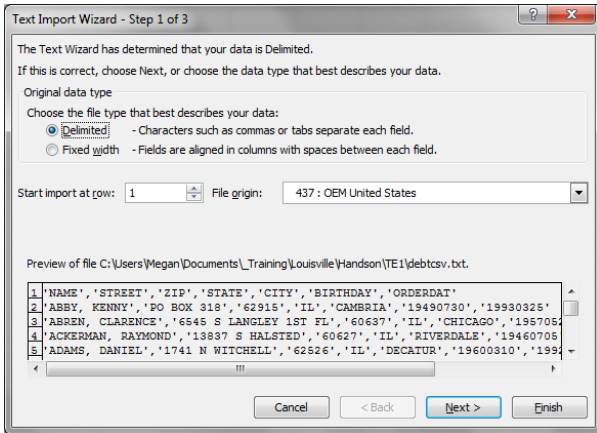 Text Import Wizard - Step 1 of 3
The Text Wizard has determined that your data is Delimited.
If this is correct, choose Next, or choose the data type that best describes your data.
Original data type
Choose the file type that best describes your data:
Delimited - Characters such as commas or tabs separate each field.
Fixed width - Fields are aligned in columns with spaces between each field.
Start import at row: 1 File origin: 437 : OEM United States
Preview of file C:\Users\Megan\Documents\_Training\Louisville\Handson\TE1\debtcsv.txt.
1 'NAME','STREET','ZIP','STATE','CITY','BIRTHDAY','ORDERDAT'
2 'ABBY, KENNY','PO BOX 318','62915','IL','CAMBRIA','19490730','19930325'
3 'ABREN, CLARENCE','6545 S LANGLEY 1ST FL','60637','IL','CHICAGO','1957052
4 'ACKERMAN, RAYMOND','13837 S HALSTED','60627','IL','RIVERDALE','19460705
5 'ADAMS, DANIEL','1741 N WITCHELL','62526','IL','DECATUR','19600310','1992
Cancel < Back Next > Finish